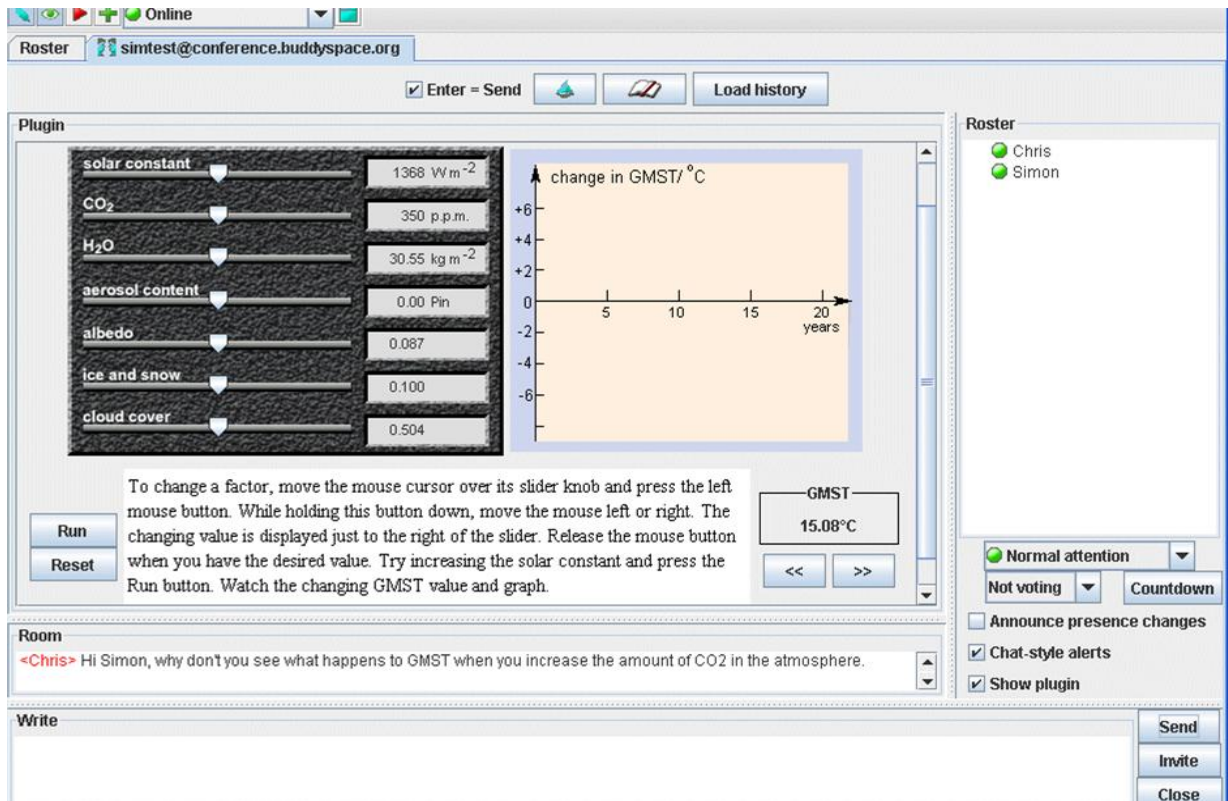 Online
Roster
simtest@conference.buddyspace.org
Enter = Send
Load history
Plugin
solar constant
1368 Wm-2
CO2
350 p.p.m.
H2O
30.55 kg m-2
aerosol content
0.00 Pin
albedo
0.087
ice and snow
0.100
cloud cover
0.504
change in GMST/ °C
+6
+4
+2
0
-2
-4
-6
5 10 15 20
years
To change a factor, move the mouse cursor over its slider knob and press the left
mouse button. While holding this button down, move the mouse left or right. The
changing value is displayed just to the right of the slider. Release the mouse button
when you have the desired value. Try increasing the solar constant and press the
Run button. Watch the changing GMST value and graph.
Run
Reset
GMST
15.08°C
<< >>
Roster
Chris
Simon
Normal attention
Not voting
Countdown
Announce presence changes
Chat-style alerts
Show plugin
Room
<Chris> Hi Simon, why don't you see what happens to GMST when you increase the amount of CO2 in the atmosphere.
Write
Send
Invite
Close